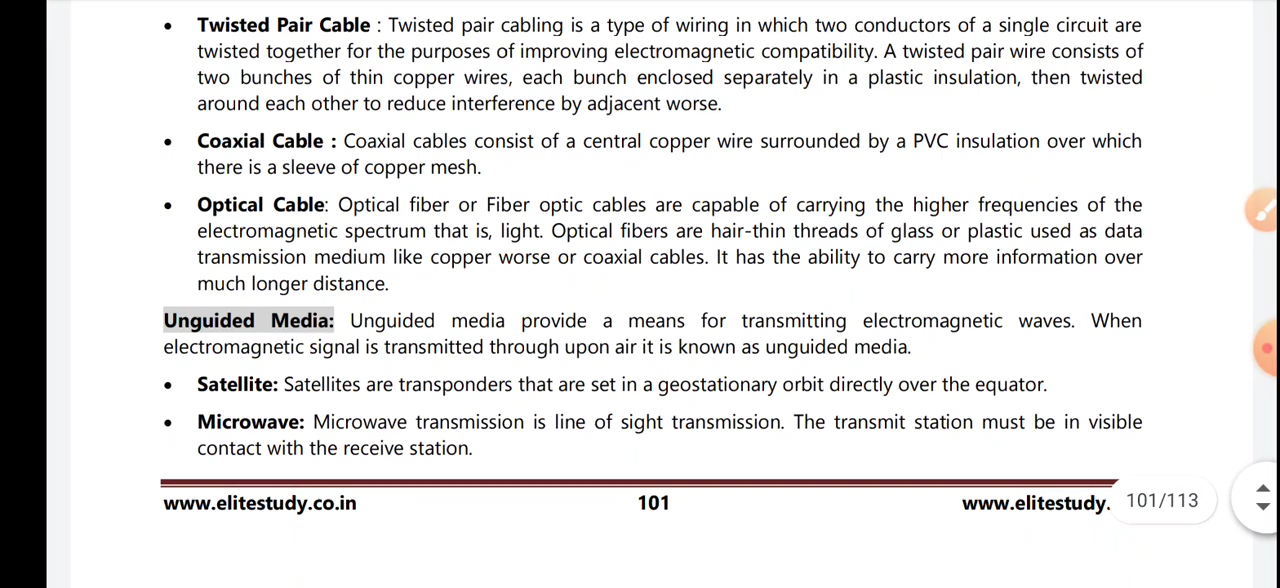 • Twisted Pair Cable : Twisted pair cabling is a type of wiring in which two conductors of a single circuit are
twisted together for the purposes of improving electromagnetic compatibility. A twisted pair wire consists of
two bunches of thin copper wires, each bunch enclosed separately in a plastic insulation, then twisted
around each other to reduce interference by adjacent worse.
• Coaxial Cable : Coaxial cables consist of a central copper wire surrounded by a PVC insulation over which
there is a sleeve of copper mesh.
• Optical Cable: Optical fiber or Fiber optic cables are capable of carrying the higher frequencies of the
electromagnetic spectrum that is, light. Optical fibers are hair-thin threads of glass or plastic used as data
transmission medium like copper worse or coaxial cables. It has the ability to carry more information over
much longer distance.
Unguided Media: Unguided media provide a means for transmitting electromagnetic waves. When
electromagnetic signal is transmitted through upon air it is known as unguided media.
• Satellite: Satellites are transponders that are set in a geostationary orbit directly over the equator.
• Microwave: Microwave transmission is line of sight transmission. The transmit station must be in visible
contact with the receive station.
www.elitestudy.co.in 101 www.elitestudy.
101/113